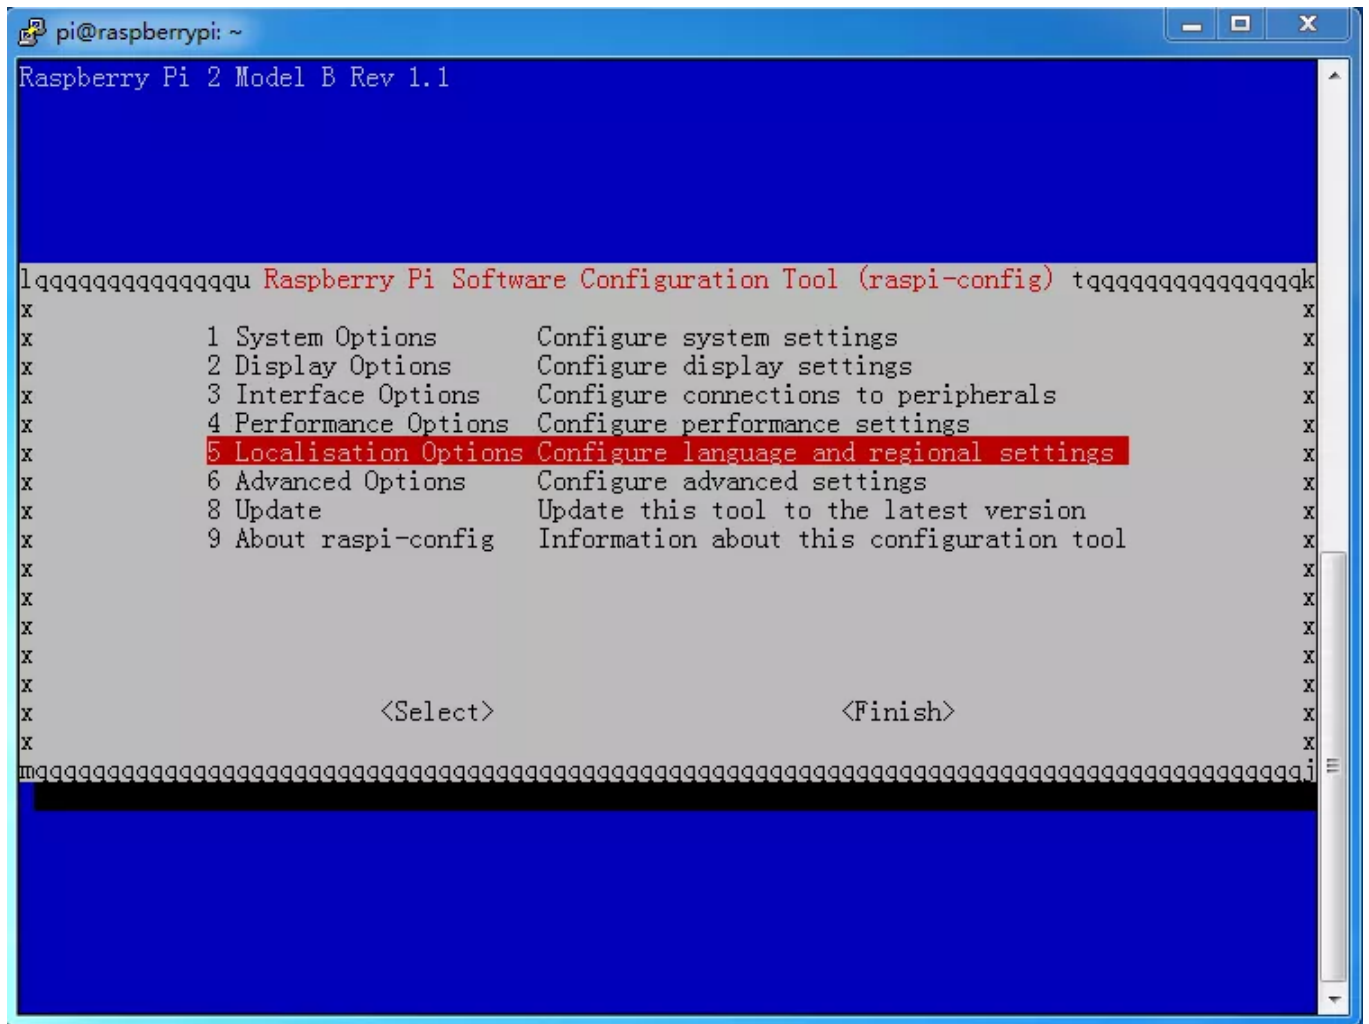 pi@raspberrypi: ~
Raspberry Pi 2 Model B Rev 1.1
lqqqqqqqqqqqqqqqu Raspberry Pi Software Configuration Tool (raspi-config) tqqqqqqqqqqqqqqqk
x x
x 1 System Options Configure system settings x
x 2 Display Options Configure display settings x
x 3 Interface Options Configure connections to peripherals x
x 4 Performance Options Configure performance settings x
x 5 Localisation Options Configure language and regional settings x
x 6 Advanced Options Configure advanced settings x
x 8 Update Update this tool to the latest version x
x 9 About raspi-config Information about this configuration tool x
x x
x x
x x
x x
x x
x <Select> <Finish> x
x x
mqqqqqqqqqqqqqqqqqqqqqqqqqqqqqqqqqqqqqqqqqqqqqqqqqqqqqqqqqqqqqqqqqqqqqqqqqqqqqqqqqqqqqqqqj